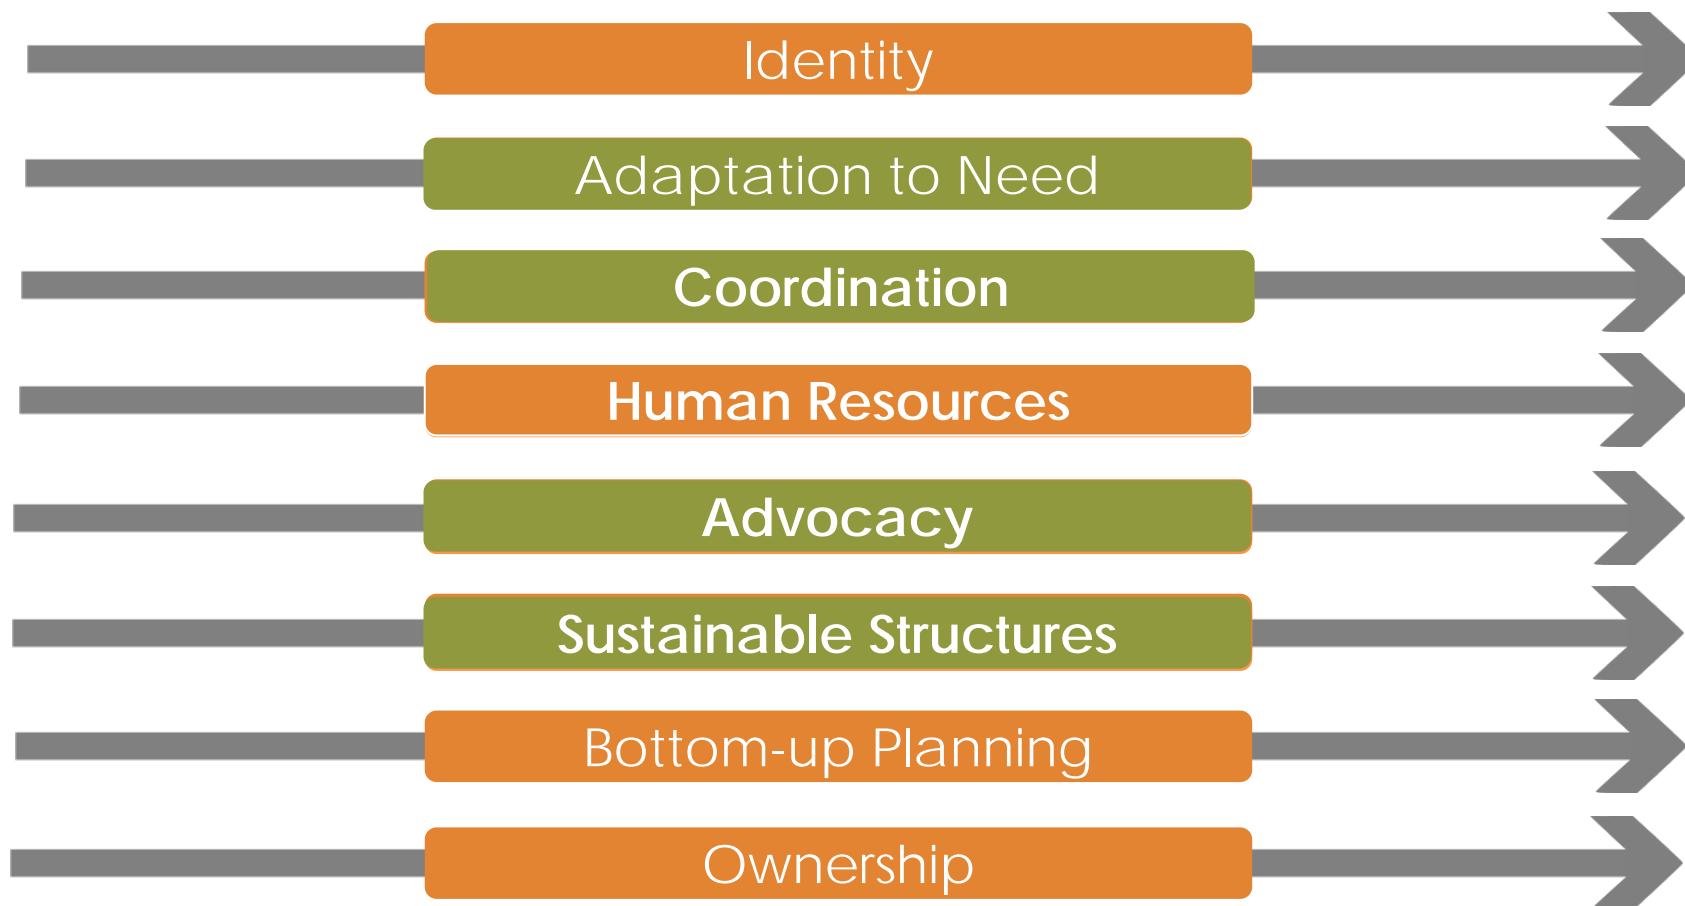 Identity
Adaptation to Need
Coordination
Human Resources
Advocacy
Sustainable Structures
Bottom-up Planning
Ownership